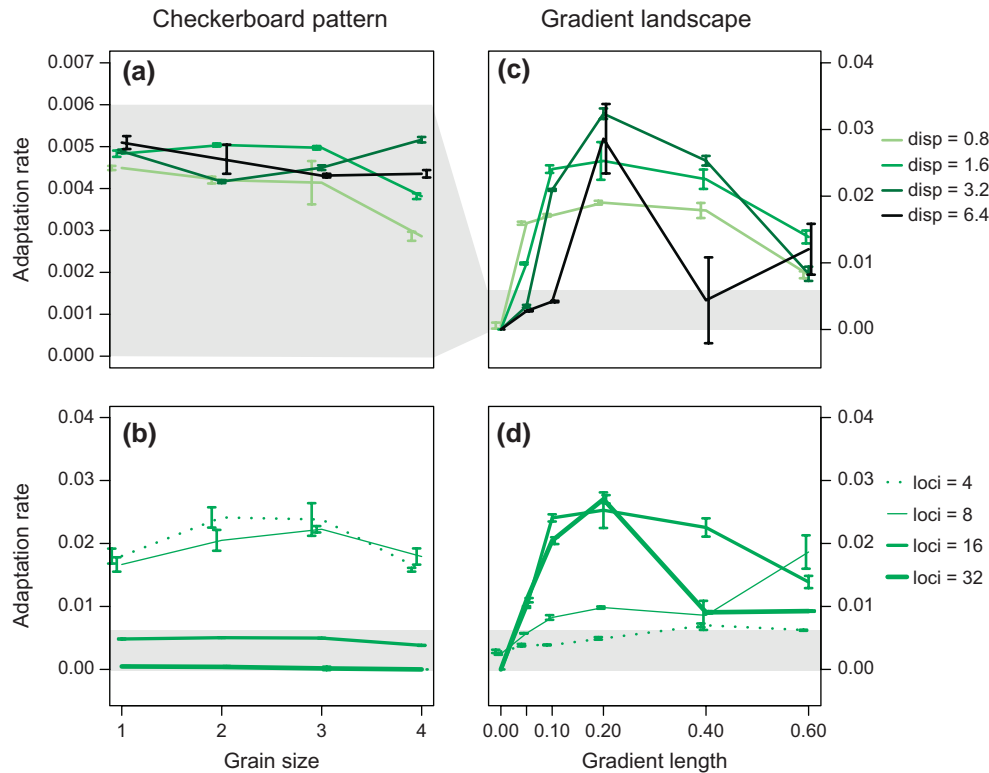 Checkerboard pattern
Gradient landscape
(a)
0.007
0.006
0.005
0.004
0.003
0.002
0.001
0.000
Adaptation rate
(c)
0.04
0.03
0.02
0.01
0.00
disp = 0.8
disp = 1.6
disp = 3.2
disp = 6.4
(b)
0.04
0.03
0.02
0.01
0.00
Adaptation rate
1 2 3 4
Grain size
(d)
0.04
0.03
0.02
0.01
0.00
0.00 0.10 0.20 0.40 0.60
Gradient length
loci = 4
loci = 8
loci = 16
loci = 32